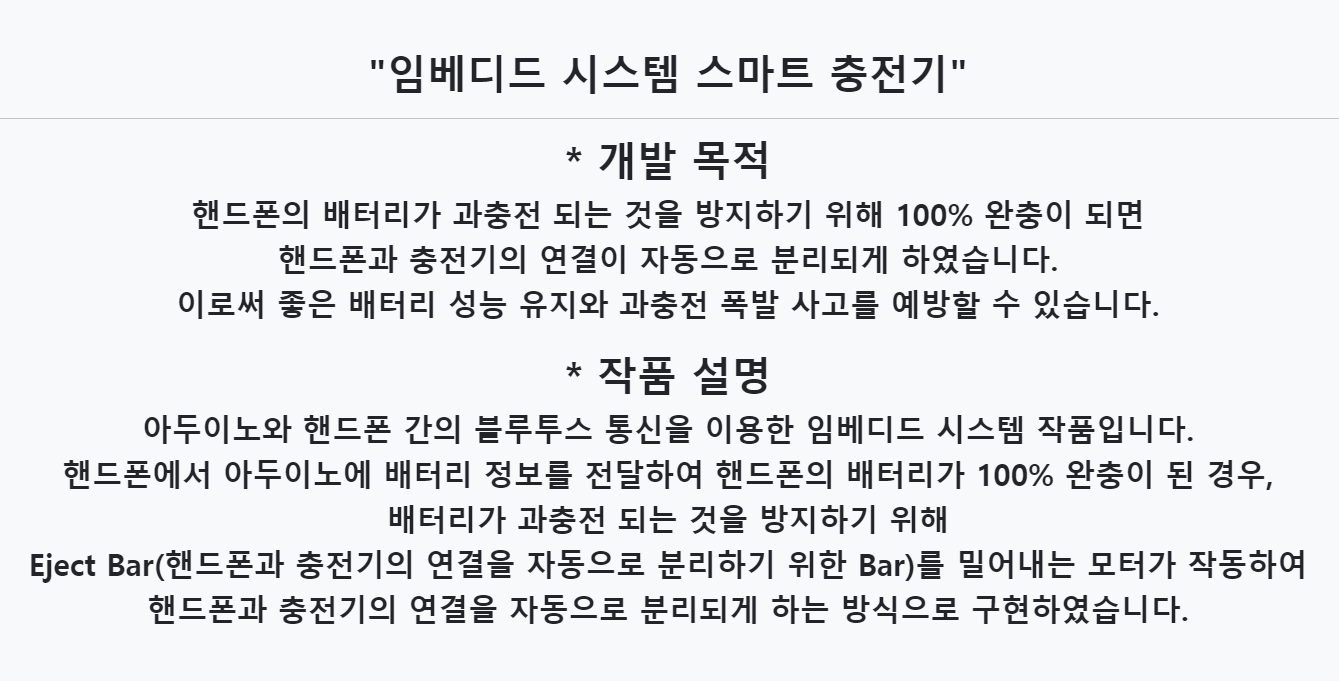 "임베디드 시스템 스마트 충전기"
* 개발 목적
핸드폰의 배터리가 과충전 되는 것을 방지하기 위해 100% 완충이 되면
핸드폰과 충전기의 연결이 자동으로 분리되게 하였습니다.
이로써 좋은 배터리 성능 유지와 과충전 폭발 사고를 예방할 수 있습니다.
* 작품 설명
아두이노와 핸드폰 간의 블루투스 통신을 이용한 임베디드 시스템 작품입니다.
핸드폰에서 아두이노에 배터리 정보를 전달하여 핸드폰의 배터리가 100% 완충이 된 경우,
배터리가 과충전 되는 것을 방지하기 위해
Eject Bar(핸드폰과 충전기의 연결을 자동으로 분리하기 위한 Bar)를 밀어내는 모터가 작동하여
핸드폰과 충전기의 연결을 자동으로 분리되게 하는 방식으로 구현하였습니다.